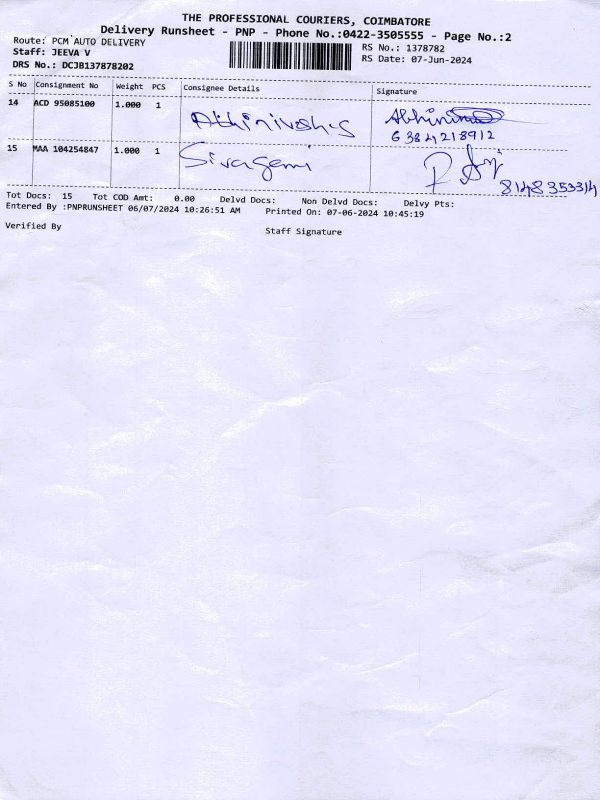 THE PROFESSIONAL COURIERS, COIMBATORE
Delivery Runsheet - PNP - Phone No.:0422-3505555 - Page No.:2
Route: PCM AUTO DELIVERY
Staff: JEEVA V
DRS No.: DCJB137878202
RS No.: 1378782
RS Date: 07-Jun-2024
S No Consignment No Weight PCS Consignee Details Signature
14 ACD 95085100 1.000 1
6384218912
15 MAA 104254847 1.000 1 Sivagami
8148353314
Tot Docs: 15 Tot COD Amt: 0.00 Delvd Docs: Non Delvd Docs: Delvy Pts:
Entered By :PNPRUNSHEET 06/07/2024 10:26:51 AM Printed On: 07-06-2024 10:45:19
Verified By Staff Signature